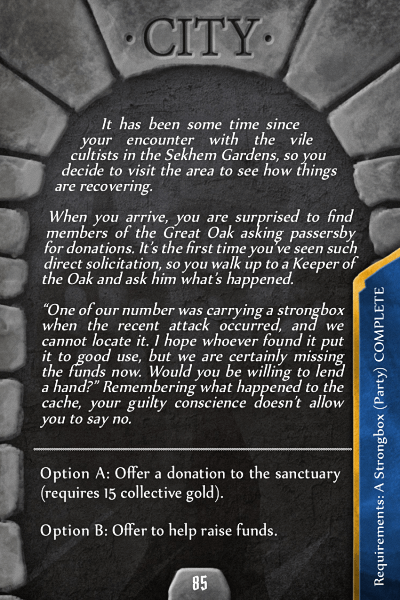 · CITY ·
It has been some time since
your encounter with the vile
cultists in the Sekhem Gardens, so you
decide to visit the area to see how things
are recovering.
When you arrive, you are surprised to find
members of the Great Oak asking passersby
for donations. It's the first time you've seen such
direct solicitation, so you walk up to a Keeper of
the Oak and ask him what's happened.
“One of our number was carrying a strongbox
when the recent attack occurred, and we
cannot locate it. I hope whoever found it put
it to good use, but we are certainly missing
the funds now. Would you be willing to lend
a hand?” Remembering what happened to the
cache, your guilty conscience doesn't allow
you to say no.
Option A: Offer a donation to the sanctuary
(requires 15 collective gold).
Option B: Offer to help raise funds.
Requirements: A Strongbox (Party) COMPLETE
85